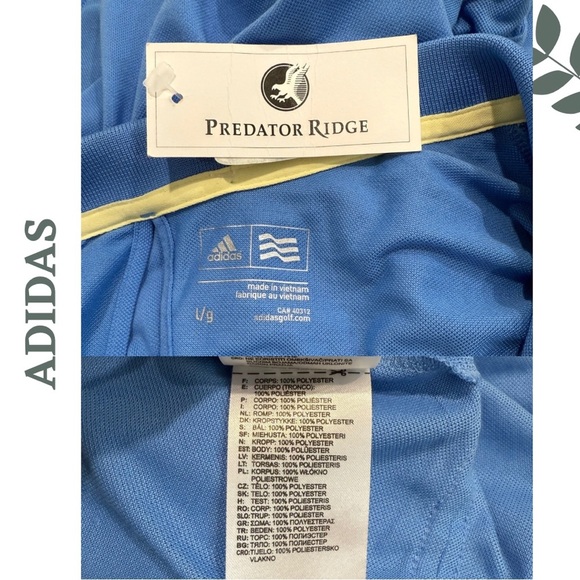 ADIDAS
PREDATOR RIDGE
adidas
made in vietnam
fabriqué au vietnam
L/g
CA# 40312
adidasgolf.com
F: CORPS: 100% POLYESTER
E: CUERPO (TRONCO):
100% POLIÉSTER
P: CORPO: 100% POLIÉSTER
I: CORPO: 100% POLIESTERE
NL: ROMP: 100% POLYESTER
DK: KROPSTYKKE: 100% POLYESTER
S: BÅL: 100% POLYESTER
SF: MIEHUSTA: 100% POLYESTERI
N: KROPP: 100% POLYESTER
EST: BODY: 100% POLÜESTER
LV: ĶERMENIS: 100% POLIESTERIS
LT: TORSAS: 100% POLIESTERIS
PL: KORPUS: 100% WŁÓKNO
POLIESTROWE
CZ: TĚLO: 100% POLYESTER
SK: TELO: 100% POLYESTER
H: TEST: 100% POLIÉSZTER
RO: CORP: 100% POLIESTER
SLO: TRUP: 100% POLIESTER
GR: ΣΩΜΑ: 100% ΠΟΛΥΕΣΤΕΡΑΣ
TR: BEDEN: 100% POLYESTER
RU: ТОРС: 100% ПОЛИЭСТЕР
BG: ТЯЛО: 100% ПОЛИЕСТЕР
CRO: TIJELO: 100% POLIESTERSKO
VLAKNO